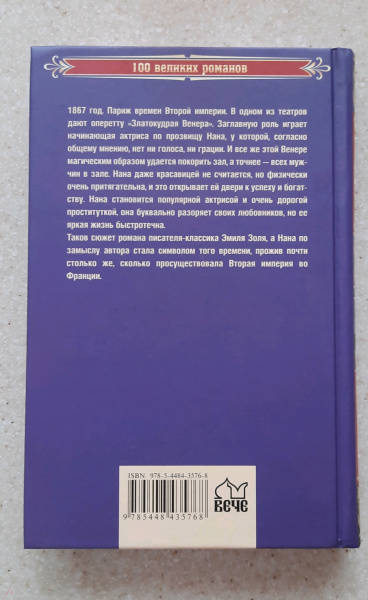 100 великих романов
1867 год. Париж времен Второй империи. В одном из театров
дают оперетту «Златокудрая Венера». Заглавную роль играет
начинающая актриса по прозвищу Нана, у которой, согласно
общему мнению, нет ни голоса, ни грации. И все же этой Венере
магическим образом удается покорить зал, а точнее — всех муж-
чин в зале. Нана даже красавицей не считается, но физически
очень притягательна, и это открывает ей двери к успеху и богат-
ству. Нана становится популярной актрисой и очень дорогой
проституткой, она буквально разоряет своих любовников, но ее
яркая жизнь быстротечна.
Таков сюжет романа писателя-классика Эмиля Золя, а Нана по
замыслу автора стала символом того времени, прожив почти
столько же, сколько просуществовала Вторая империя во
Франции.
ISBN 978-5-4484-3576-8
9 785448 435768
ВЕЧЕ